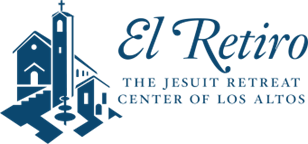 El Retiro
THE JESUIT RETREAT
CENTER OF LOS ALTOS